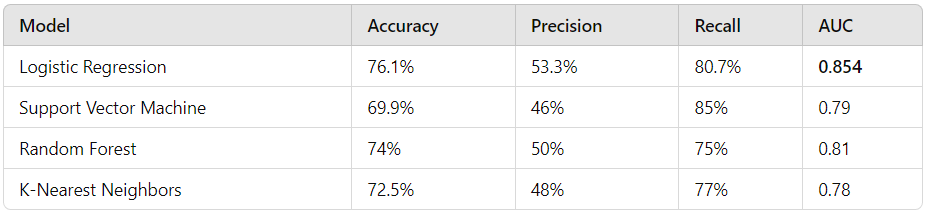 Model Accuracy Precision Recall AUC
Logistic Regression 76.1% 53.3% 80.7% 0.854
Support Vector Machine 69.9% 46% 85% 0.79
Random Forest 74% 50% 75% 0.81
K-Nearest Neighbors 72.5% 48% 77% 0.78